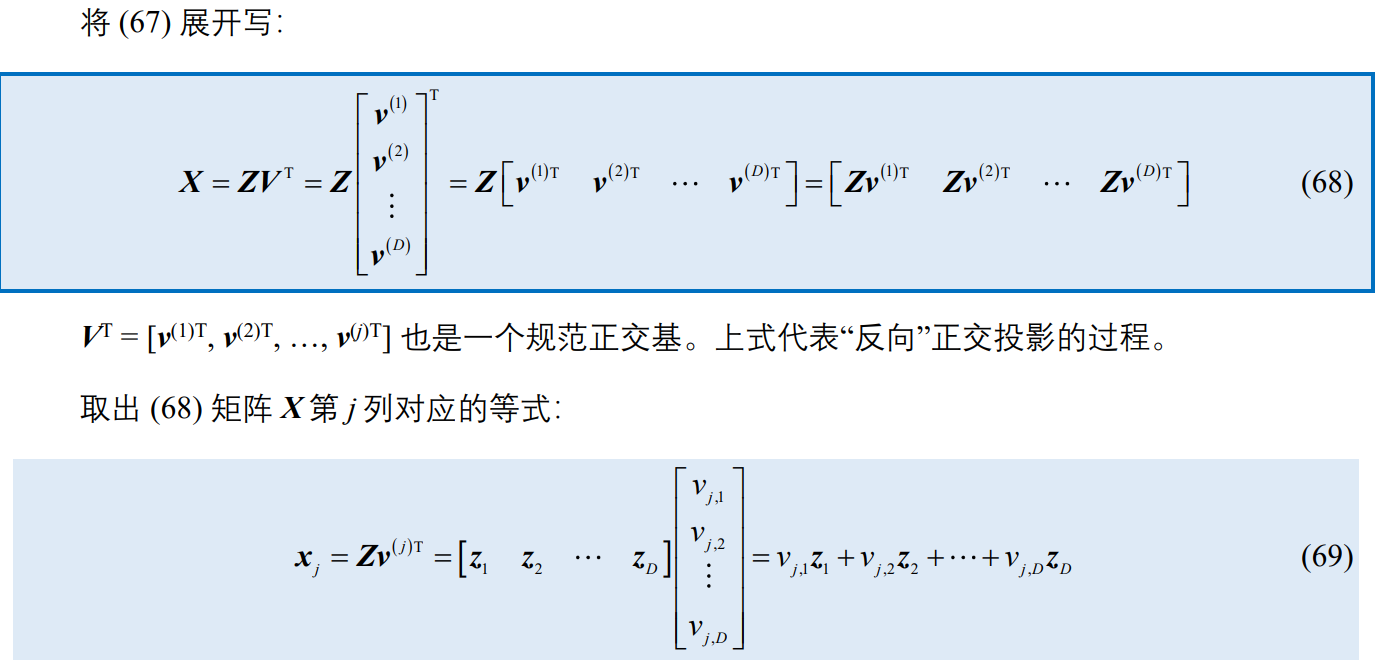 将 (67) 展开写：
$$\boldsymbol{X} = \boldsymbol{Z}\boldsymbol{V}^{\mathrm{T}} = \boldsymbol{Z}\begin{bmatrix} \boldsymbol{v}^{(1)} \\ \boldsymbol{v}^{(2)} \\ \vdots \\ \boldsymbol{v}^{(D)} \end{bmatrix}^{\mathrm{T}} = \boldsymbol{Z}\begin{bmatrix} \boldsymbol{v}^{(1)\mathrm{T}} & \boldsymbol{v}^{(2)\mathrm{T}} & \cdots & \boldsymbol{v}^{(D)\mathrm{T}} \end{bmatrix} = \begin{bmatrix} \boldsymbol{Z}\boldsymbol{v}^{(1)\mathrm{T}} & \boldsymbol{Z}\boldsymbol{v}^{(2)\mathrm{T}} & \cdots & \boldsymbol{Z}\boldsymbol{v}^{(D)\mathrm{T}} \end{bmatrix}$$ (68)
$\boldsymbol{V}^{\mathrm{T}} = [\boldsymbol{v}^{(1)\mathrm{T}}, \boldsymbol{v}^{(2)\mathrm{T}}, \ldots, \boldsymbol{v}^{(j)\mathrm{T}}]$ 也是一个规范正交基。上式代表“反向”正交投影的过程。
取出 (68) 矩阵 $\boldsymbol{X}$ 第 $j$ 列对应的等式：
$$\boldsymbol{x}_j = \boldsymbol{Z}\boldsymbol{v}^{(j)\mathrm{T}} = \begin{bmatrix} \boldsymbol{z}_1 & \boldsymbol{z}_2 & \cdots & \boldsymbol{z}_D \end{bmatrix}\begin{bmatrix} v_{j,1} \\ v_{j,2} \\ \vdots \\ v_{j,D} \end{bmatrix} = v_{j,1}\boldsymbol{z}_1 + v_{j,2}\boldsymbol{z}_2 + \cdots + v_{j,D}\boldsymbol{z}_D$$ (69)